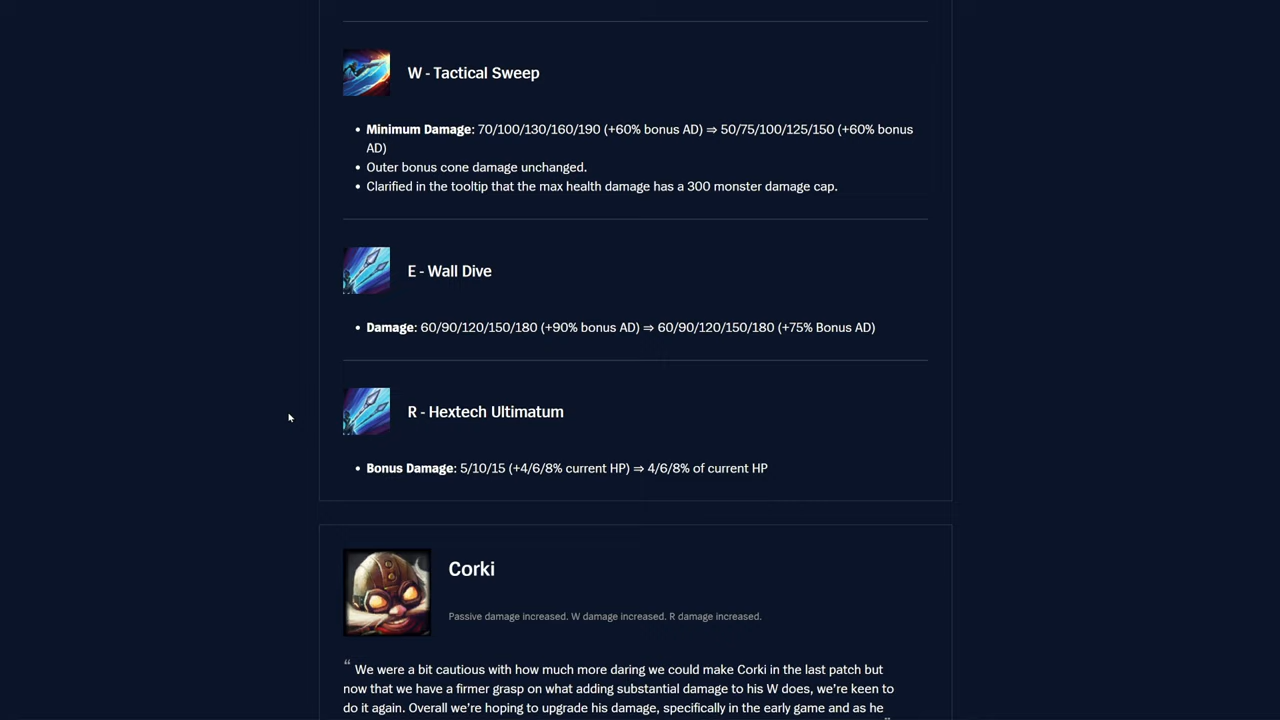 W - Tactical Sweep
• Minimum Damage: 70/100/130/160/190 (+60% bonus AD) ⇒ 50/75/100/125/150 (+60% bonus
AD)
• Outer bonus cone damage unchanged.
• Clarified in the tooltip that the max health damage has a 300 monster damage cap.
E - Wall Dive
• Damage: 60/90/120/150/180 (+90% bonus AD) ⇒ 60/90/120/150/180 (+75% Bonus AD)
R - Hextech Ultimatum
• Bonus Damage: 5/10/15 (+4/6/8% current HP) ⇒ 4/6/8% of current HP
Corki
Passive damage increased. W damage increased. R damage increased.
“ We were a bit cautious with how much more daring we could make Corki in the last patch but
now that we have a firmer grasp on what adding substantial damage to his W does, we're keen to
do it again. Overall we're hoping to upgrade his damage, specifically in the early game and as he